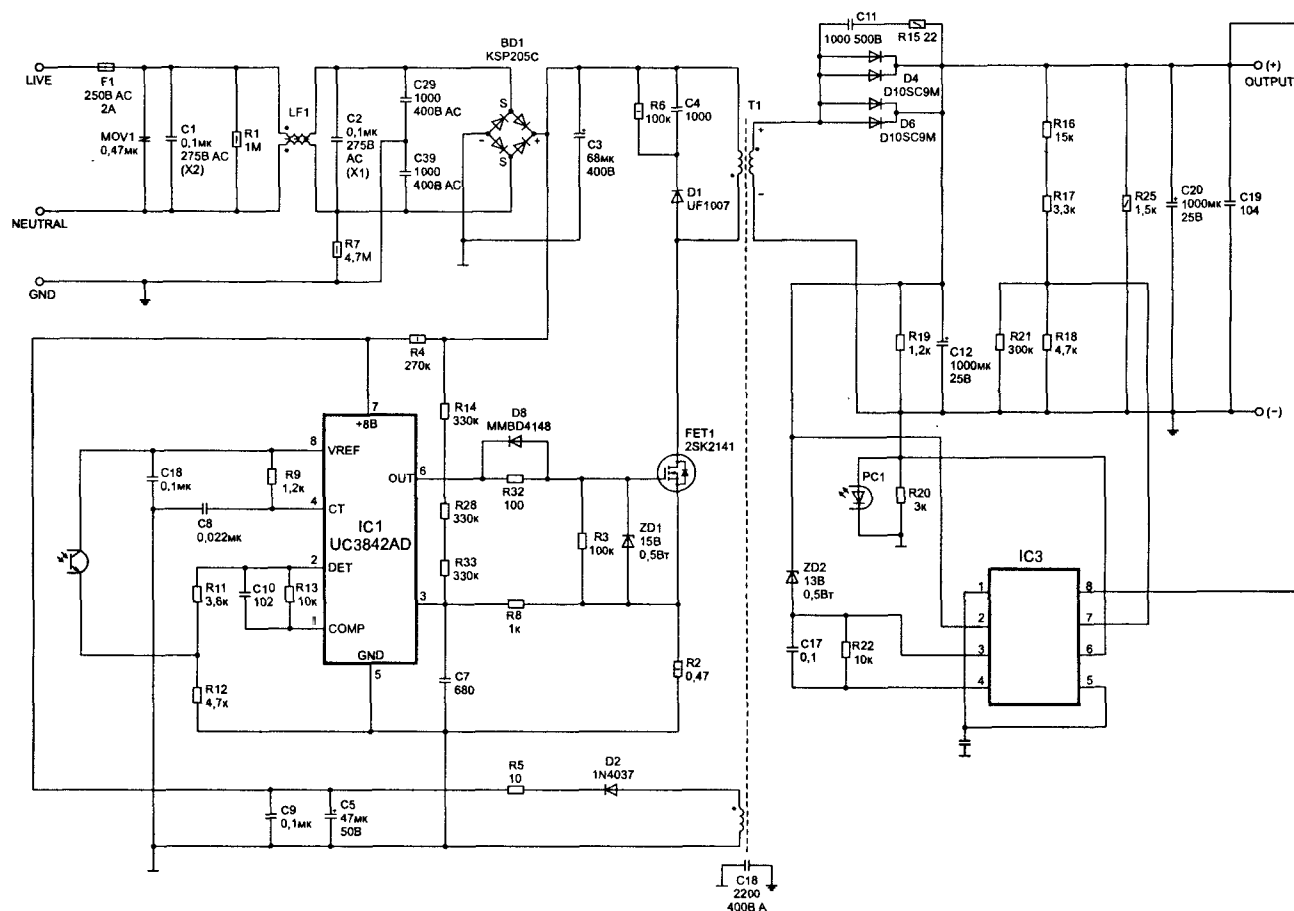 LIVE
F1
250В AC
2A
MOV1
0,47мк
C1
0,1мк
275В AC
(X2)
R1
1M
LF1
C2
0,1мк
275В
AC
(X1)
C29
1000
400В AC
C39
1000
400В AC
R7
4,7M
NEUTRAL
GND
BD1
KSP205C
S
S
-
+
C3
68мк
400В
R6
100к
C4
1000
D1
UF1007
T1
+
-
C11
1000 500В
R15 22
D4
D10SC9M
D6
D10SC9M
(+)
OUTPUT
R16
15к
R17
3,3к
R25
1,5к
C20
1000мк
25В
C19
104
R19
1,2к
C12
1000мк
25В
R21
300к
R18
4,7к
(-)
R4
270к
7
+8В
R14
330к
D8
MMBD4148
FET1
2SK2141
8
VREF
C18
0,1мк
R9
1,2к
OUT
6
R32
100
4
CT
C8
0,022мк
IC1
UC3842AD
R28
330к
R3
100к
ZD1
15В
0,5Вт
R33
330к
2
DET
R11
3,6к
C10
102
R13
10к
3
R8
1к
1
COMP
GND
5
R12
4,7к
C7
680
R2
0,47
PC1
R20
3к
IC3
ZD2
13В
0,5Вт
C17
0,1
R22
10к
1
2
3
4
8
7
6
5
R5
10
D2
1N4037
C9
0,1мк
C5
47мк
50В
C18
2200
400В А